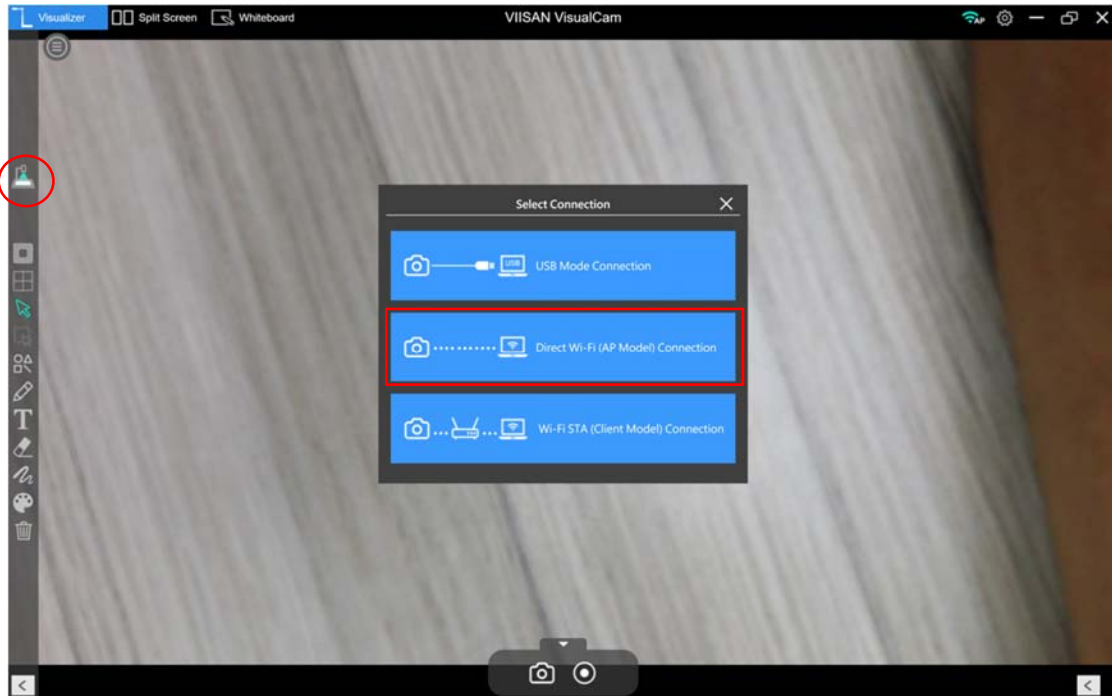 Visualizer Split Screen Whiteboard VIISAN VisualCam AP
Select Connection
USB
USB Mode Connection
Direct Wi-Fi (AP Model) Connection
Wi-Fi STA (Client Model) Connection
T